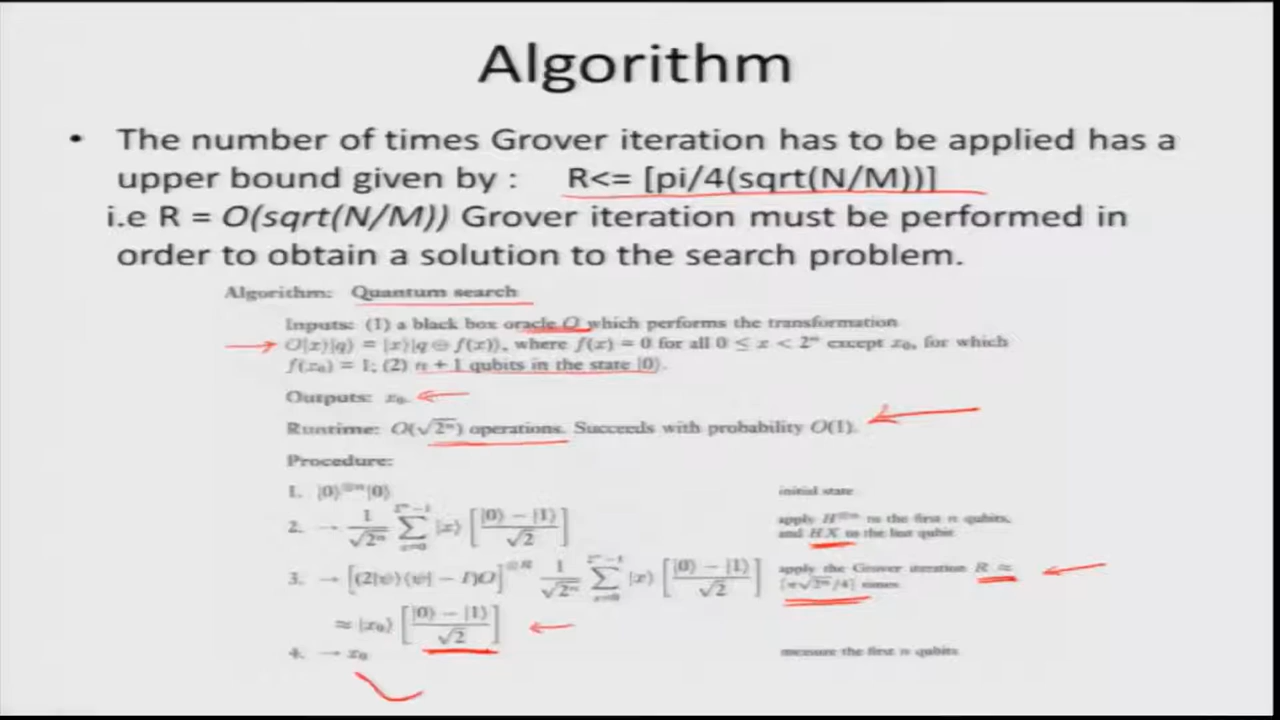 Algorithm
• The number of times Grover iteration has to be applied has a
upper bound given by : R<= [pi/4(sqrt(N/M))]
i.e R = O(sqrt(N/M)) Grover iteration must be performed in
order to obtain a solution to the search problem.
Algorithm: Quantum search
Inputs: (1) a black box oracle O which performs the transformation
O|x⟩|q⟩ = |x⟩|q ⊕ f(x)⟩, where f(x) = 0 for all 0 ≤ x < 2ⁿ except x₀, for which
f(x₀) = 1; (2) n + 1 qubits in the state |0⟩.
Outputs: x₀.
Runtime: O(√2ⁿ) operations. Succeeds with probability O(1).
Procedure:
1. |0⟩^⊗n|0⟩ initial state
2. → 1/√2ⁿ ∑_{x=0}^{2ⁿ−1} |x⟩ [|0⟩ − |1⟩/√2] apply H^⊗n to the first n qubits,
and HX to the last qubit
3. → [(2|ψ⟩⟨ψ| − I)O]^⊗R 1/√2ⁿ ∑_{x=0}^{2ⁿ−1} |x⟩ [|0⟩ − |1⟩/√2] apply the Grover iteration R ≈
⌈π√2ⁿ/4⌉ times.
≈ |x₀⟩ [|0⟩ − |1⟩/√2]
4. → x₀ measure the first n qubits